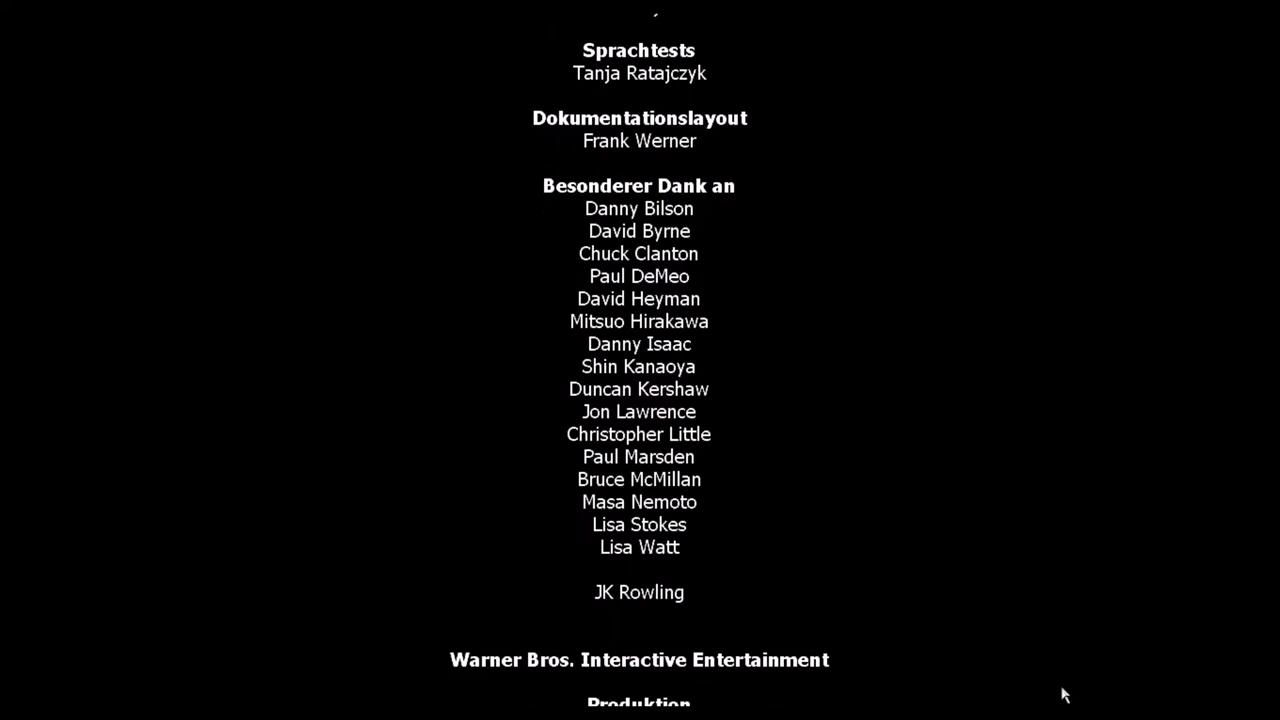 Sprachtests
Tanja Ratajczyk
Dokumentationslayout
Frank Werner
Besonderer Dank an
Danny Bilson
David Byrne
Chuck Clanton
Paul DeMeo
David Heyman
Mitsuo Hirakawa
Danny Isaac
Shin Kanaoya
Duncan Kershaw
Jon Lawrence
Christopher Little
Paul Marsden
Bruce McMillan
Masa Nemoto
Lisa Stokes
Lisa Watt
JK Rowling
Warner Bros. Interactive Entertainment
Produktion